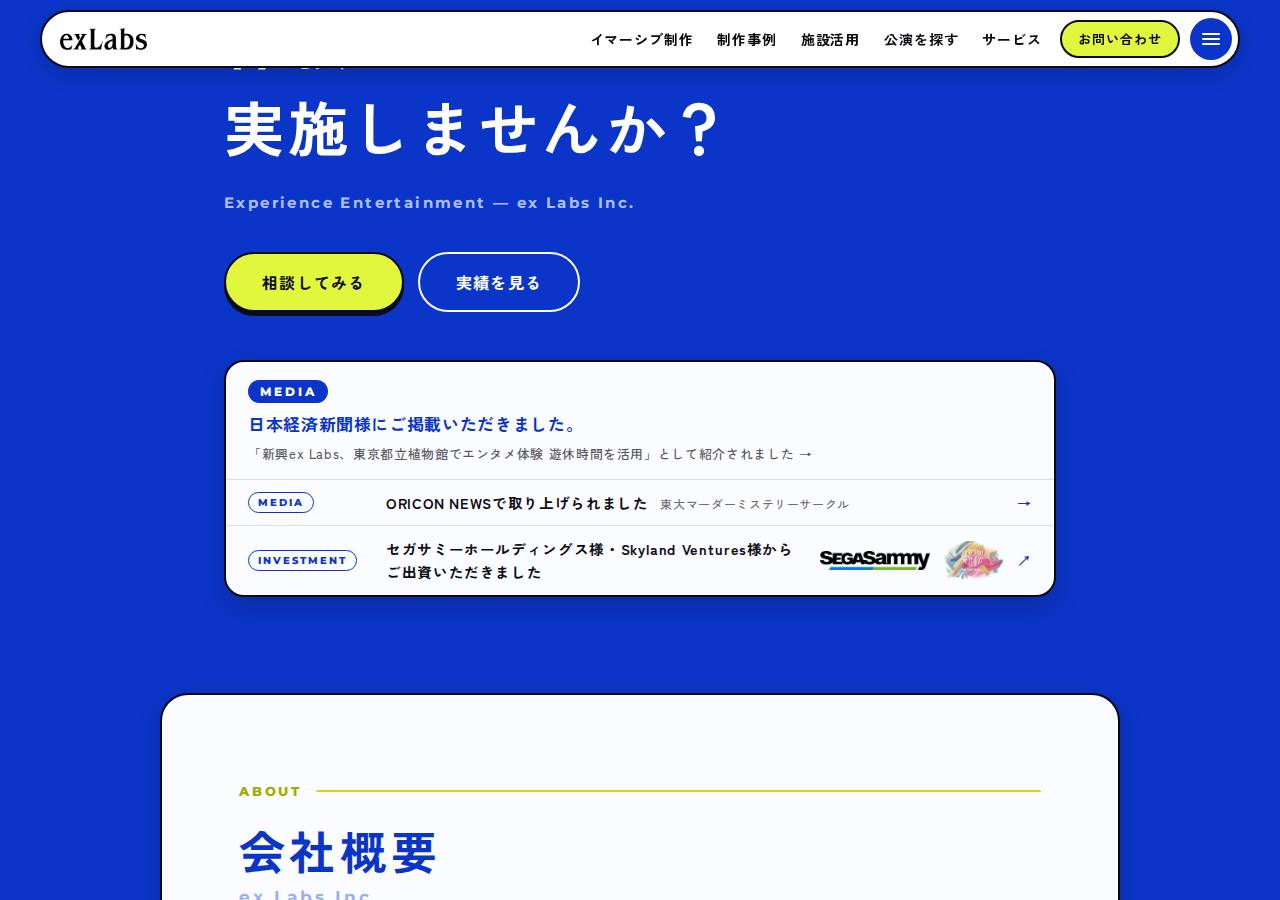 exLabs
イマーシブ制作 制作事例 施設活用 公演を探す サービス お問い合わせ
実施しませんか？
Experience Entertainment — ex Labs Inc.
相談してみる 実績を見る
MEDIA
日本経済新聞様にご掲載いただきました。
「新興ex Labs、東京都立植物館でエンタメ体験 遊休時間を活用」として紹介されました →
MEDIA ORICON NEWSで取り上げられました 東大マーダーミステリーサークル →
INVESTMENT セガサミーホールディングス様・Skyland Ventures様から
ご出資いただきました
SEGASammy ↗
ABOUT
会社概要
ex Labs Inc.